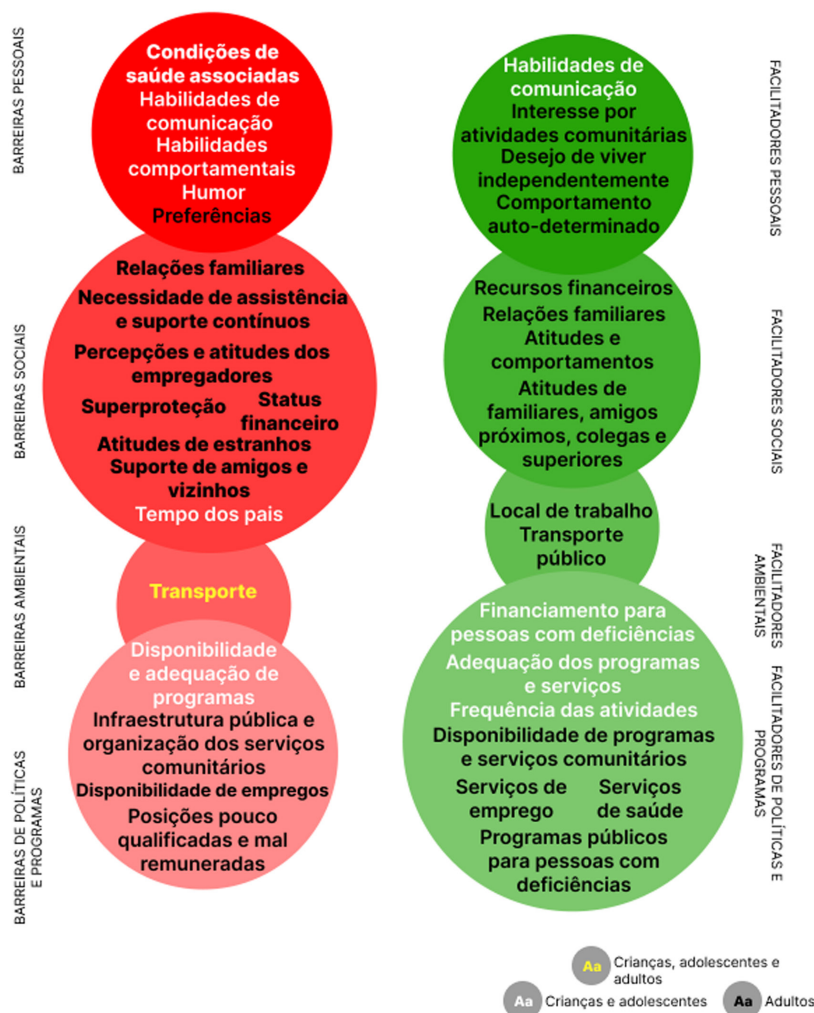 BARREIRAS PESSOAIS
Condições de
saúde associadas
Habilidades de
comunicação
Habilidades
comportamentais
Humor
Preferências
BARREIRAS SOCIAIS
Relações familiares
Necessidade de assistência
e suporte contínuos
Percepções e atitudes dos
empregadores
Superproteção
Status
financeiro
Atitudes de estranhos
Suporte de amigos e
vizinhos
Tempo dos pais
BARREIRAS AMBIENTAIS
Transporte
BARREIRAS DE POLÍTICAS
E PROGRAMAS
Disponibilidade
e adequação de
programas
Infraestrutura pública e
organização dos serviços
comunitários
Disponibilidade de empregos
Posições pouco
qualificadas e mal
remuneradas
FACILITADORES PESSOAIS
Habilidades de
comunicação
Interesse por
atividades comunitárias
Desejo de viver
independentemente
Comportamento
auto-determinado
FACILITADORES SOCIAIS
Recursos financeiros
Relações familiares
Atitudes e
comportamentos
Atitudes de
familiares, amigos
próximos, colegas e
superiores
FACILITADORES
AMBIENTAIS
Local de trabalho
Transporte
público
FACILITADORES DE POLÍTICAS E
PROGRAMAS
Financiamento para
pessoas com deficiências
Adequação dos programas
e serviços
Frequência das atividades
Disponibilidade de programas
e serviços comunitários
Serviços de
emprego
Serviços
de saúde
Programas públicos
para pessoas com
deficiências
Aa Crianças, adolescentes e
adultos
Aa Crianças e adolescentes
Aa Adultos